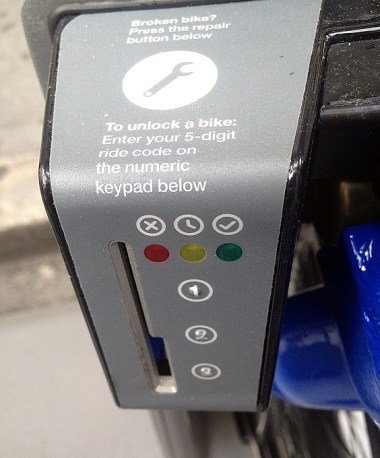 Broken bike?
Press the repair
button below
To unlock a bike:
Enter your 5-digit
ride code on
the numeric
keypad below
1
2